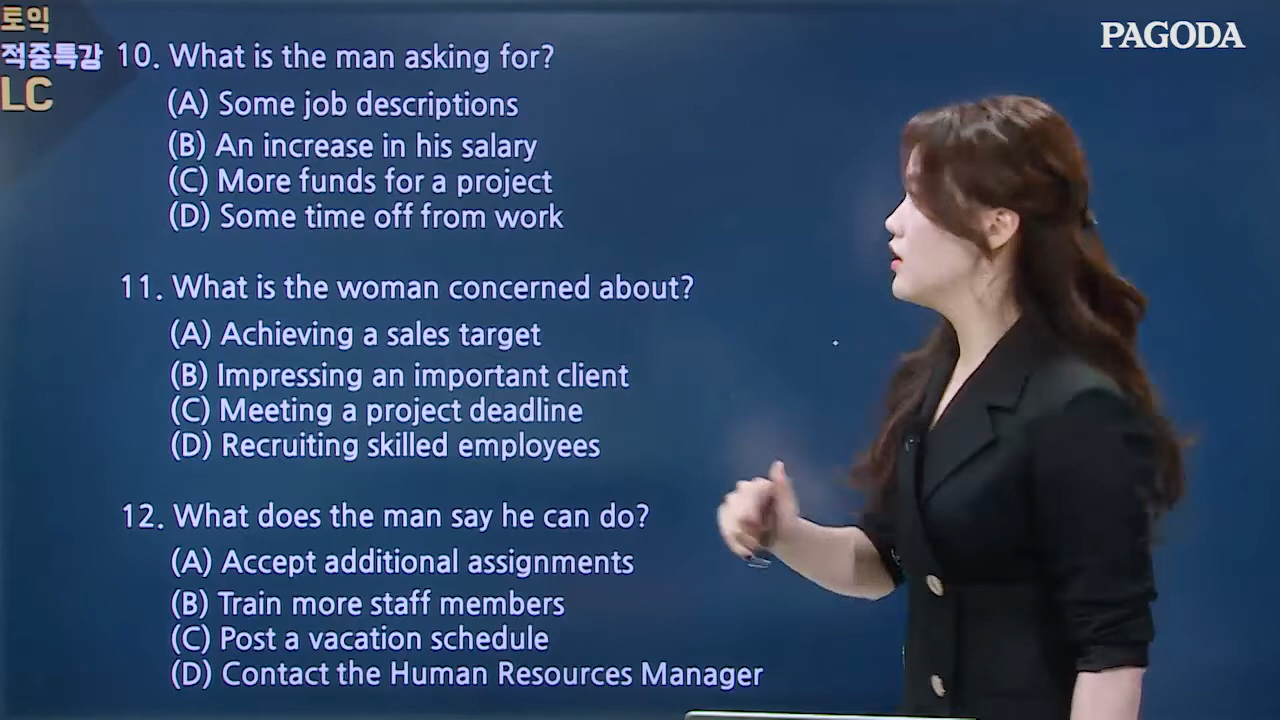 토익
적중특강
LC
PAGODA
10. What is the man asking for?
(A) Some job descriptions
(B) An increase in his salary
(C) More funds for a project
(D) Some time off from work
11. What is the woman concerned about?
(A) Achieving a sales target
(B) Impressing an important client
(C) Meeting a project deadline
(D) Recruiting skilled employees
12. What does the man say he can do?
(A) Accept additional assignments
(B) Train more staff members
(C) Post a vacation schedule
(D) Contact the Human Resources Manager